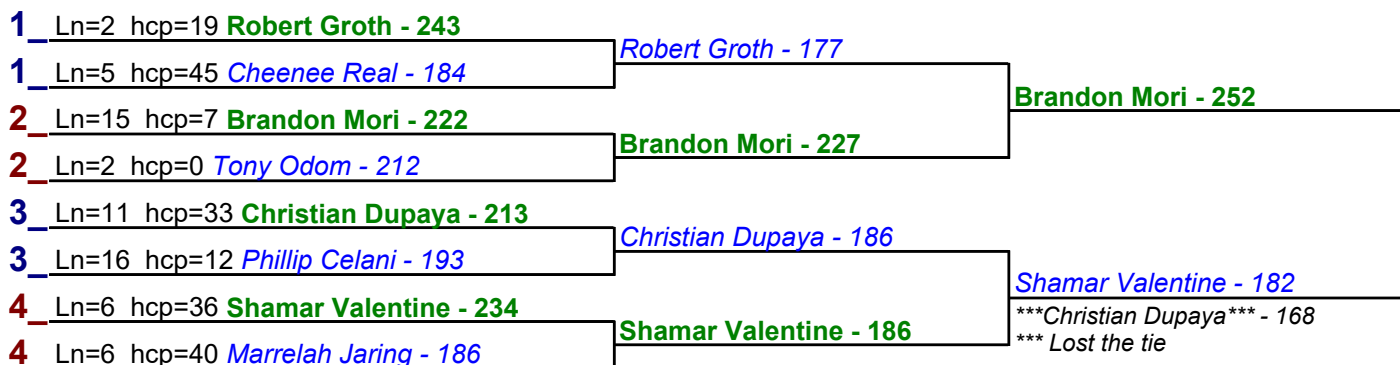 1_ Ln=2 hcp=19 Robert Groth - 243
Robert Groth - 177
1_ Ln=5 hcp=45 Cheenee Real - 184
Brandon Mori - 252
2_ Ln=15 hcp=7 Brandon Mori - 222
Brandon Mori - 227
2_ Ln=2 hcp=0 Tony Odom - 212
3_ Ln=11 hcp=33 Christian Dupaya - 213
Christian Dupaya - 186
3_ Ln=16 hcp=12 Phillip Celani - 193
Shamar Valentine - 182
4_ Ln=6 hcp=36 Shamar Valentine - 234
***Christian Dupaya*** - 168
Shamar Valentine - 186
*** Lost the tie
4 Ln=6 hcp=40 Marrelah Jaring - 186